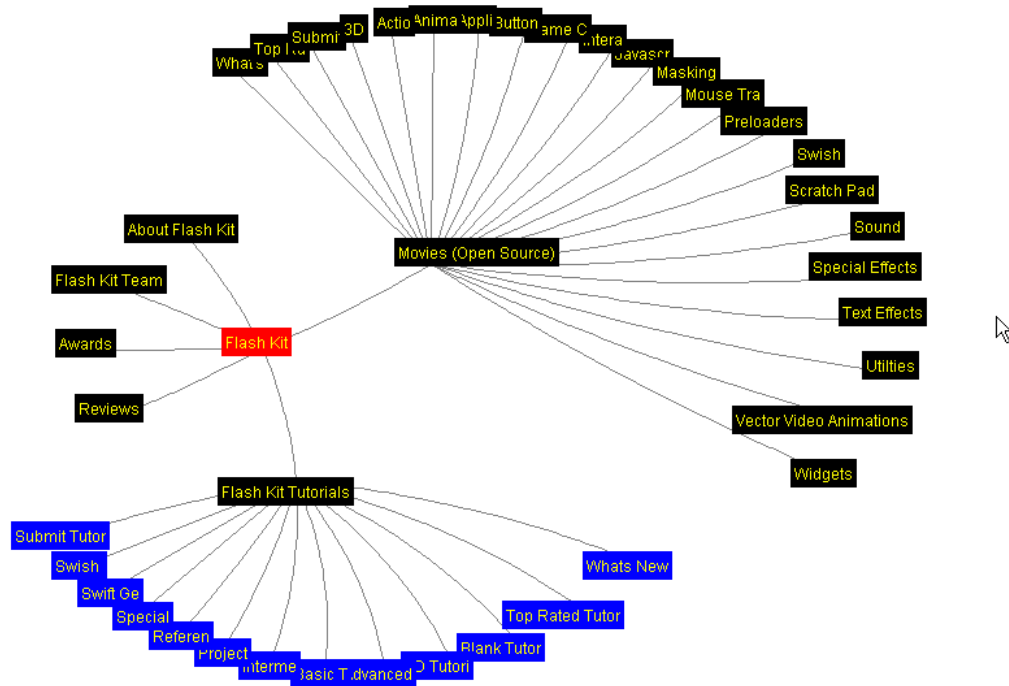 Actio
Anima
Appli
Button
3D
ame C
Submi
Intera
Top Ra
Javascr
Whats
Masking
Mouse Tra
Preloaders
Swish
Scratch Pad
About Flash Kit
Sound
Movies (Open Source)
Special Effects
Flash Kit Team
Text Effects
Flash Kit
Awards
Utilties
Reviews
Vector Video Animations
Widgets
Flash Kit Tutorials
Submit Tutor
Swish
Whats New
Swift Ge
Special
Top Rated Tutor
Referen
Blank Tutor
Project
Interme
Basic T
dvanced
D Tutori